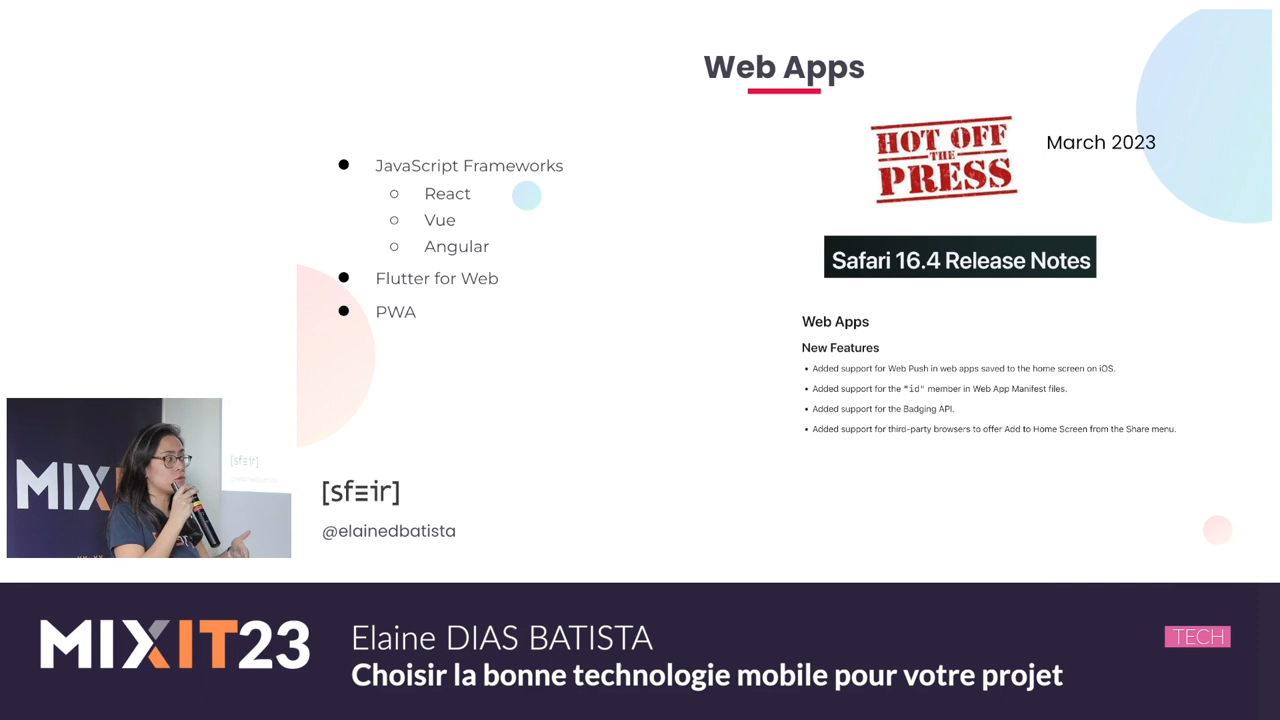 Web Apps
JavaScript Frameworks
React
Vue
Angular
Flutter for Web
PWA
HOT OFF
THE
PRESS
March 2023
Safari 16.4 Release Notes
Web Apps
New Features
Added support for Web Push in web apps saved to the home screen on iOS.
Added support for the "id" member in Web App Manifest files.
Added support for the Badging API.
Added support for third-party browsers to offer Add to Home Screen from the Share menu.
MIX
[sfeir]
[sfeir]
@elainedbatista
MIXIT23
Elaine DIAS BATISTA
Choisir la bonne technologie mobile pour votre projet
TECH